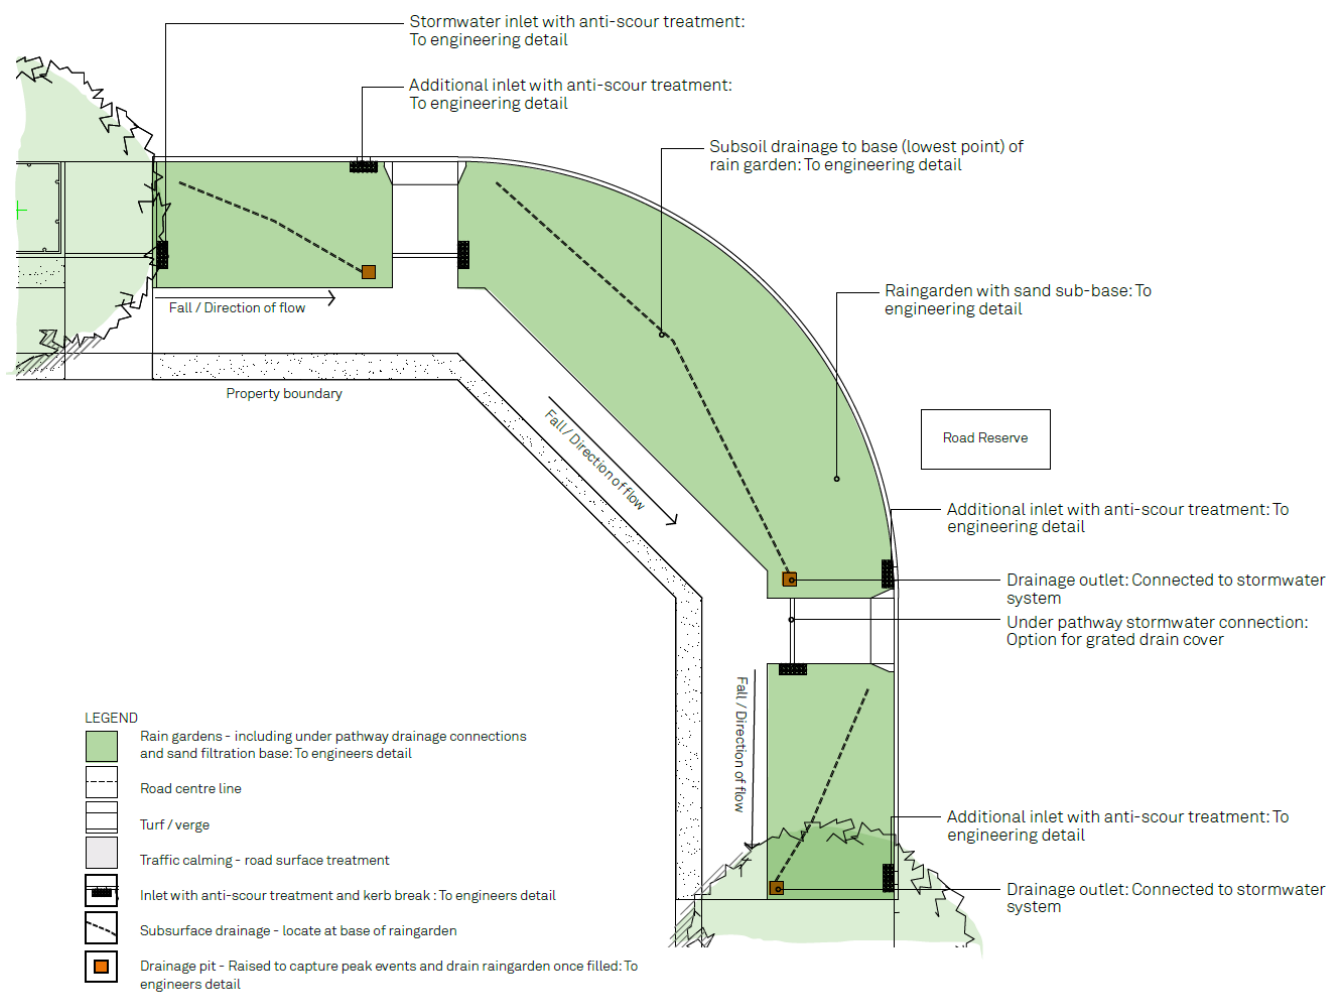 Stormwater inlet with anti-scour treatment:
To engineering detail
Additional inlet with anti-scour treatment:
To engineering detail
Subsoil drainage to base (lowest point) of
rain garden: To engineering detail
Raingarden with sand sub-base: To
engineering detail
Fall / Direction of flow
Property boundary
Fall / Direction of flow
Road Reserve
Additional inlet with anti-scour treatment: To
engineering detail
Drainage outlet: Connected to stormwater
system
Under pathway stormwater connection:
Option for grated drain cover
Fall / Direction of flow
Additional inlet with anti-scour treatment: To
engineering detail
Drainage outlet: Connected to stormwater
system
LEGEND
Rain gardens - including under pathway drainage connections
and sand filtration base: To engineers detail
Road centre line
Turf / verge
Traffic calming - road surface treatment
Inlet with anti-scour treatment and kerb break : To engineers detail
Subsurface drainage - locate at base of raingarden
Drainage pit - Raised to capture peak events and drain raingarden once filled: To
engineers detail